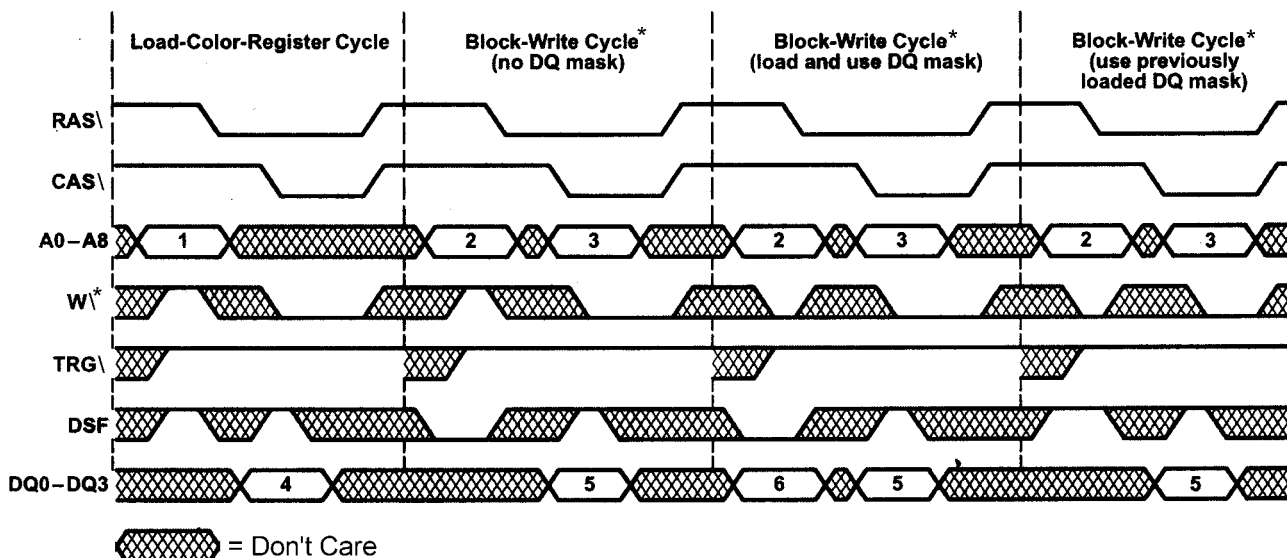 Load-Color-Register Cycle
Block-Write Cycle*
(no DQ mask)
Block-Write Cycle*
(load and use DQ mask)
Block-Write Cycle*
(use previously
loaded DQ mask)
RAS\
CAS\
A0–A8 1 2 3 2 3 2 3
W\*
TRG\
DSF
DQ0–DQ3 4 5 6 5 5
= Don't Care